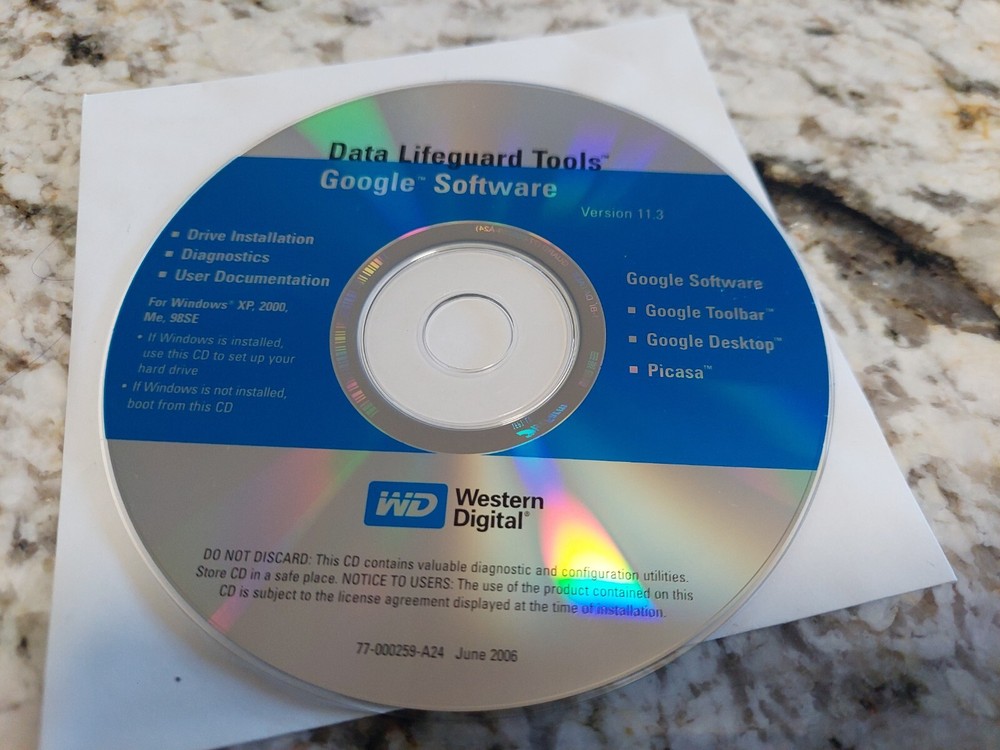 Data Lifeguard Tools™
Google™ Software
Version 11.3
▪ Drive Installation
▪ Diagnostics
▪ User Documentation
For Windows® XP, 2000,
Me, 98SE
• If Windows is installed,
use this CD to set up your
hard drive
• If Windows is not installed,
boot from this CD
Google Software
▪ Google Toolbar™
▪ Google Desktop™
▪ Picasa™
WD Western
Digital®
DO NOT DISCARD: This CD contains valuable diagnostic and configuration utilities.
Store CD in a safe place. NOTICE TO USERS: The use of the product contained on this
CD is subject to the license agreement displayed at the time of installation.
77-000259-A24 June 2006